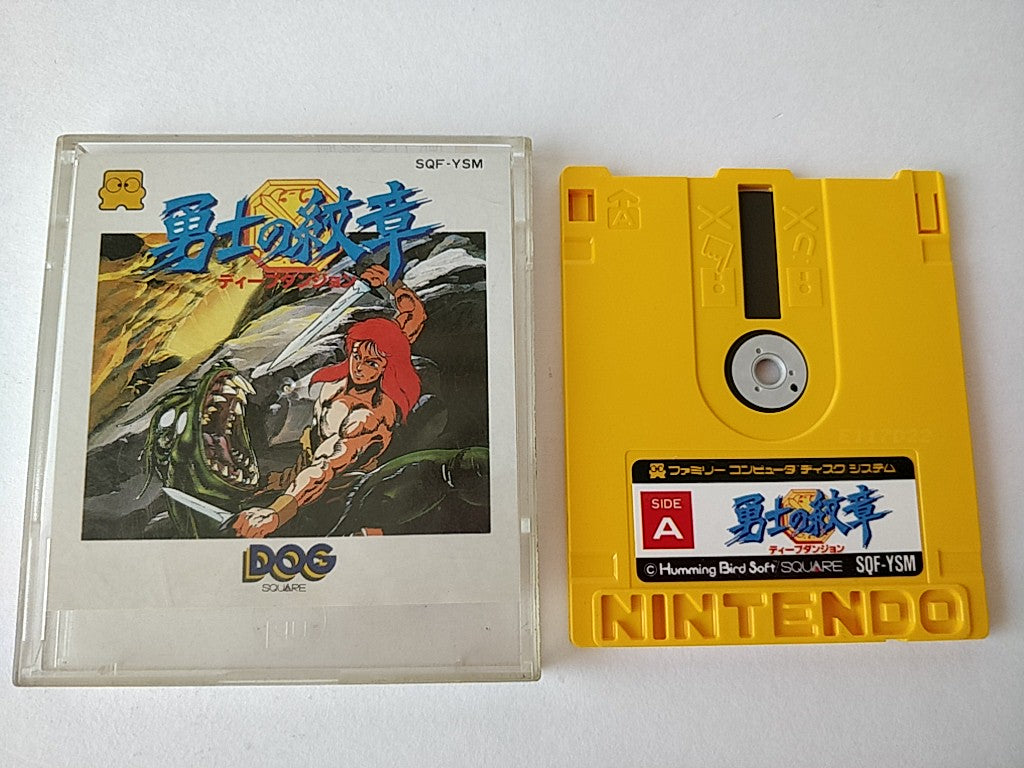 SQF-YSM
勇士の紋章
ディープダンジョン
DOG
SQUARE
ファミリー コンピュータ ディスク システム
SIDE
A
勇士の紋章
ディープダンジョン
© Humming Bird Soft / SQUARE SQF-YSM
NINTENDO